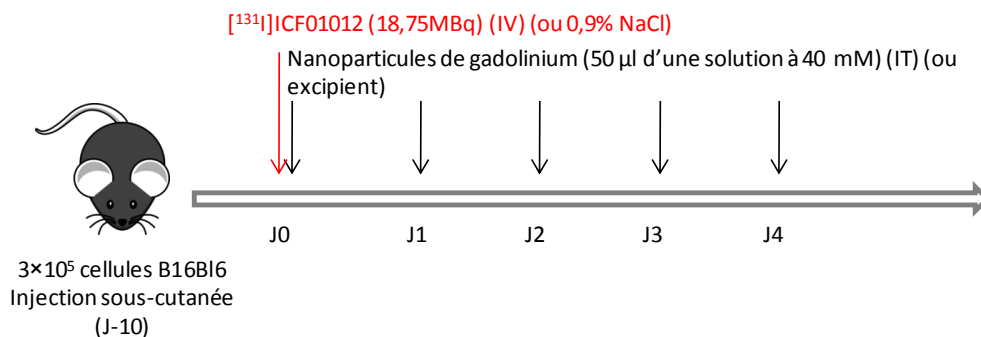 [¹³¹I]ICF01012 (18,75MBq) (IV) (ou 0,9% NaCl)
Nanoparticules de gadolinium (50 µl d’une solution à 40 mM) (IT) (ou
excipient)
J0 J1 J2 J3 J4
3×10⁵ cellules B16Bl6
Injection sous-cutanée
(J-10)